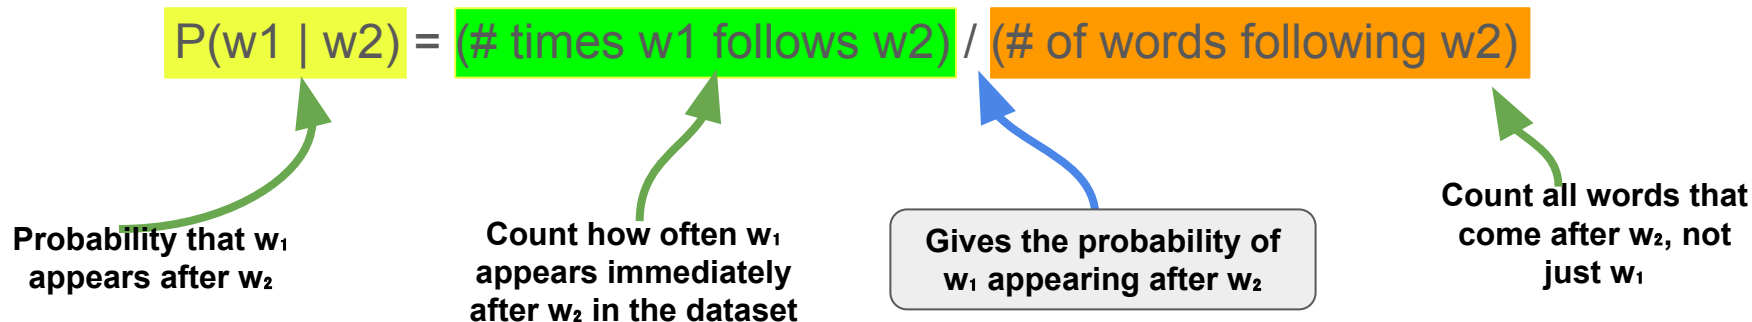 P(w1 | w2) = (# times w1 follows w2) / (# of words following w2)
Probability that w₁
appears after w₂
Count how often w₁
appears immediately
after w₂ in the dataset
Gives the probability of
w₁ appearing after w₂
Count all words that
come after w₂, not
just w₁